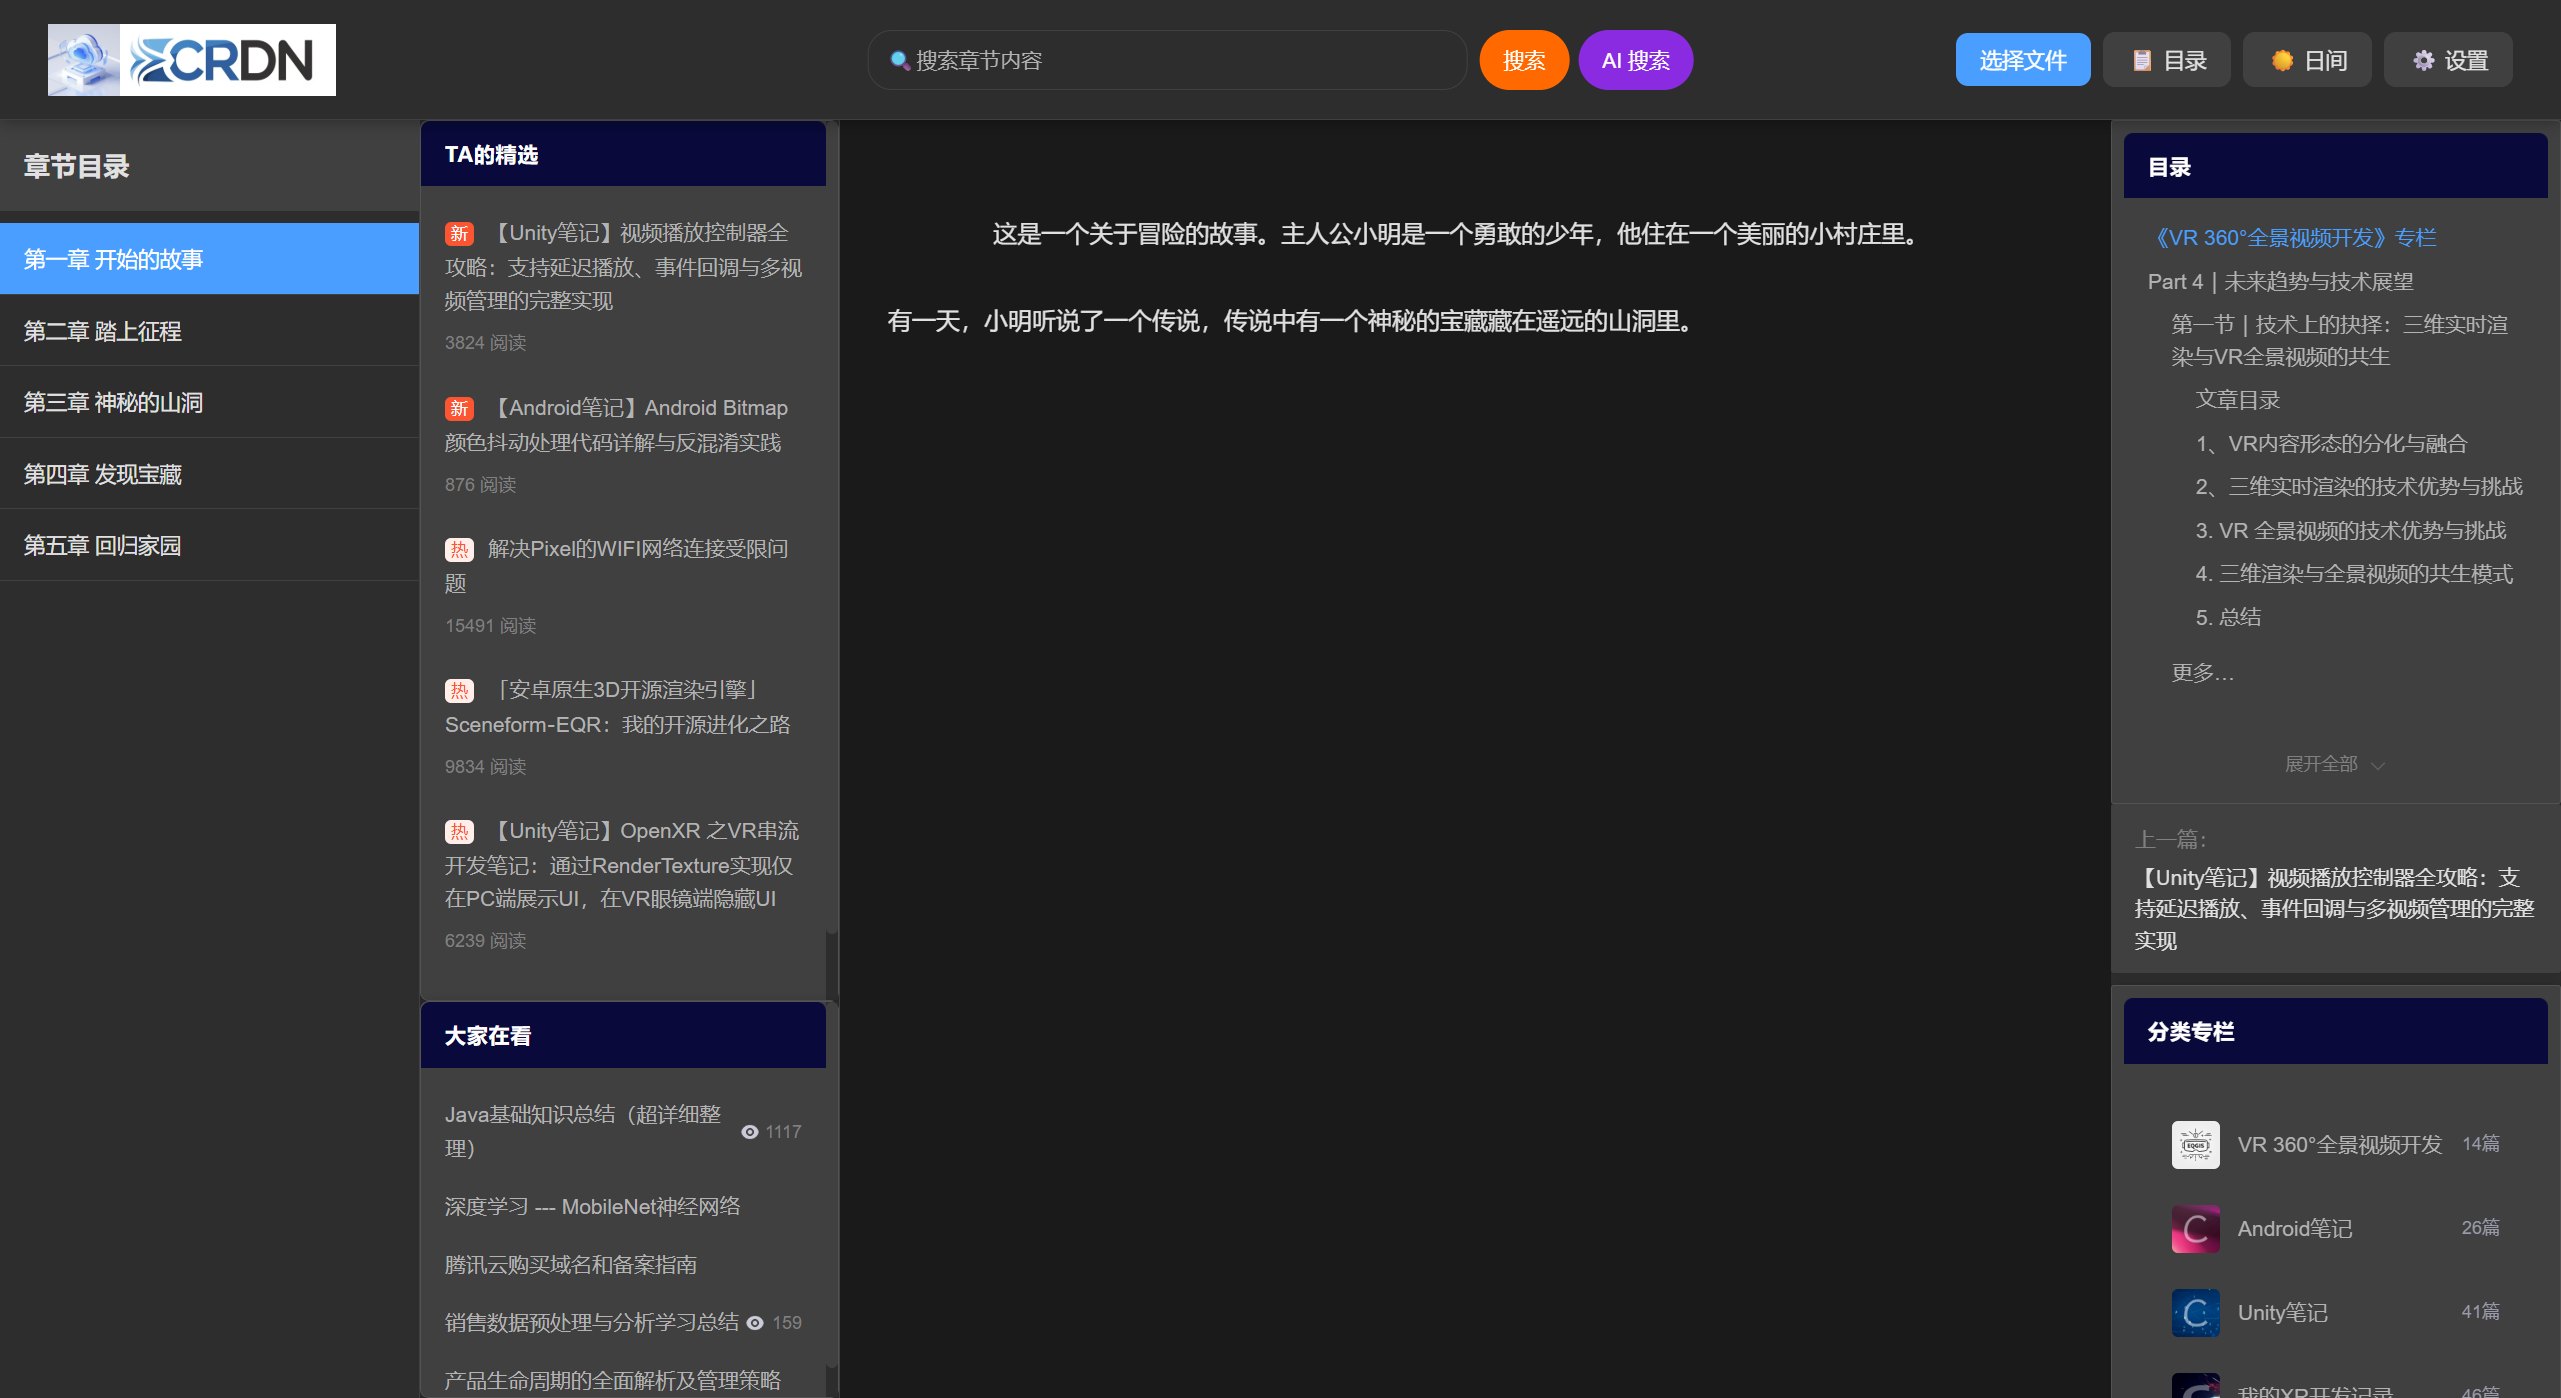 CRDN
搜索章节内容
搜索
AI 搜索
选择文件
目录
日间
设置
章节目录
第一章 开始的故事
第二章 踏上征程
第三章 神秘的山洞
第四章 发现宝藏
第五章 回归家园
TA的精选
新 【Unity笔记】视频播放控制器全
攻略：支持延迟播放、事件回调与多视
频管理的完整实现
3824 阅读
新 【Android笔记】Android Bitmap
颜色抖动处理代码详解与反混淆实践
876 阅读
热 解决Pixel的WIFI网络连接受限问
题
15491 阅读
热 「安卓原生3D开源渲染引擎」
Sceneform-EQR：我的开源进化之路
9834 阅读
热 【Unity笔记】OpenXR 之VR串流
开发笔记：通过RenderTexture实现仅
在PC端展示UI，在VR眼镜端隐藏UI
6239 阅读
大家在看
Java基础知识总结（超详细整
理）
1117
深度学习 --- MobileNet神经网络
腾讯云购买域名和备案指南
销售数据预处理与分析学习总结 159
产品生命周期的全面解析及管理策略
这是一个关于冒险的故事。主人公小明是一个勇敢的少年，他住在一个美丽的小村庄里。
有一天，小明听说了一个传说，传说中有一个神秘的宝藏藏在遥远的山洞里。
目录
《VR 360°全景视频开发》专栏
Part 4｜未来趋势与技术展望
第一节｜技术上的抉择：三维实时渲
染与VR全景视频的共生
文章目录
1、VR内容形态的分化与融合
2、三维实时渲染的技术优势与挑战
3. VR 全景视频的技术优势与挑战
4. 三维渲染与全景视频的共生模式
5. 总结
更多...
展开全部
上一篇：
【Unity笔记】视频播放控制器全攻略：支
持延迟播放、事件回调与多视频管理的完整
实现
分类专栏
EQGIS
VR 360°全景视频开发 14篇
C
Android笔记 26篇
C
Unity笔记 41篇
我的XR开发记录 46篇